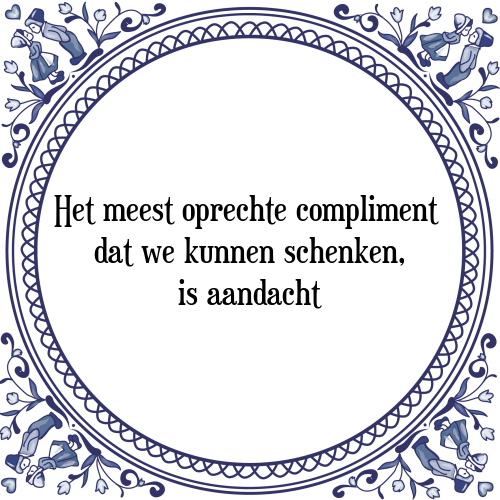 Het meest oprechte compliment
dat we kunnen schenken,
is aandacht